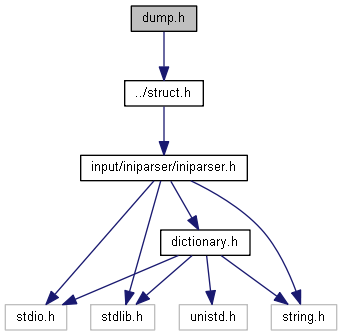 dump.h
../struct.h
input/iniparser/iniparser.h
dictionary.h
stdio.h
stdlib.h
unistd.h
string.h